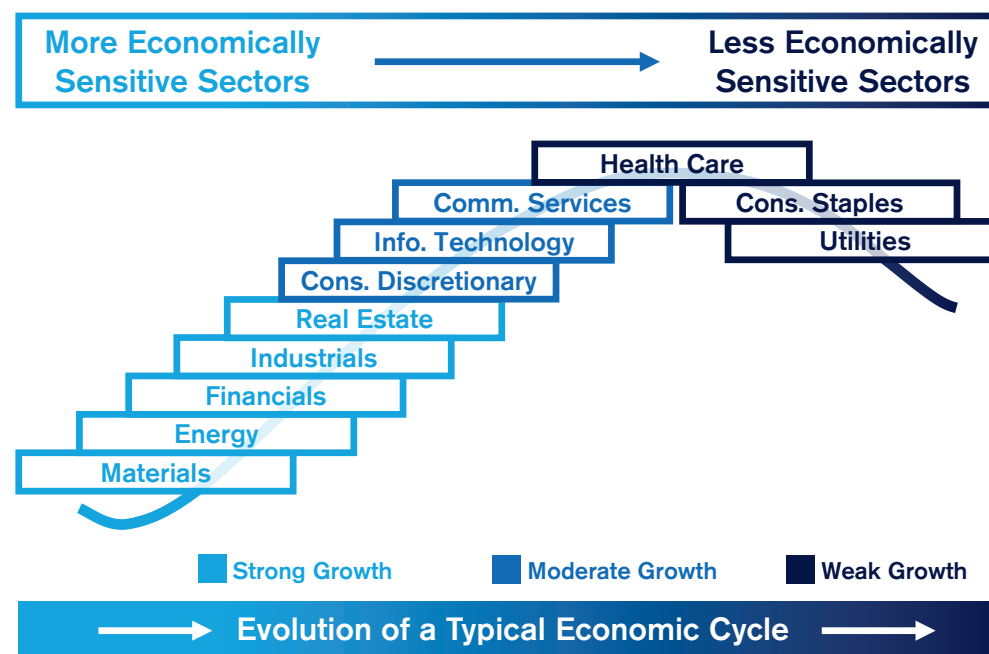 More Economically
Sensitive Sectors
Less Economically
Sensitive Sectors
Health Care
Comm. Services
Cons. Staples
Info. Technology
Utilities
Cons. Discretionary
Real Estate
Industrials
Financials
Energy
Materials
Strong Growth
Moderate Growth
Weak Growth
Evolution of a Typical Economic Cycle